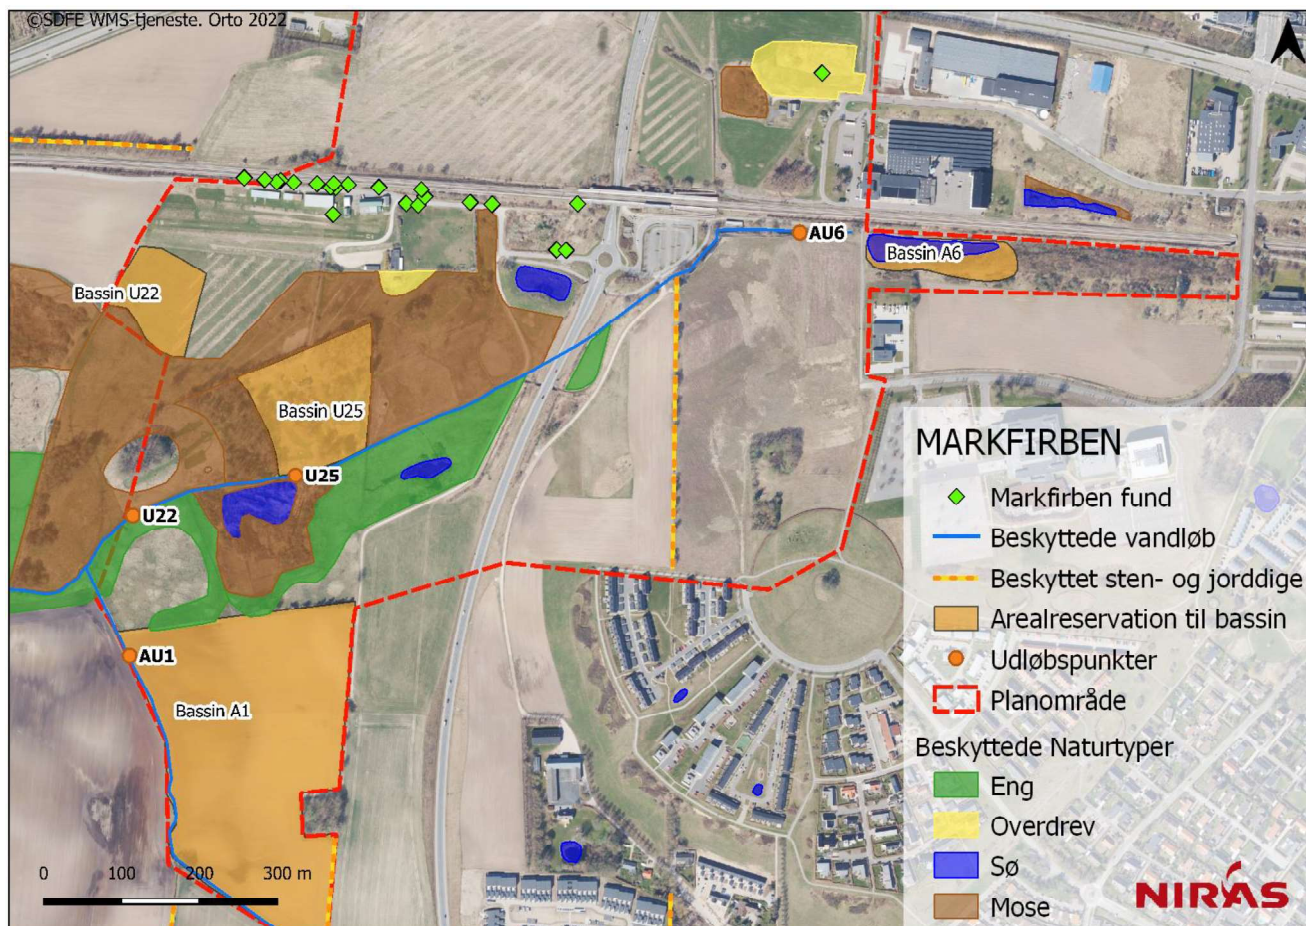 ©SDFE WMS-tjeneste. Orto 2022
AU6
Bassin A6
Bassin U22
Bassin U25
U25
U22
AU1
Bassin A1
0 100 200 300 m
MARKFIRBEN
Markfirben fund
Beskyttede vandløb
Beskyttet sten- og jorddige
Arealreservation til bassin
Udløbspunkter
Planområde
Beskyttede Naturtyper
Eng
Overdrev
Sø
Mose
NIRAS